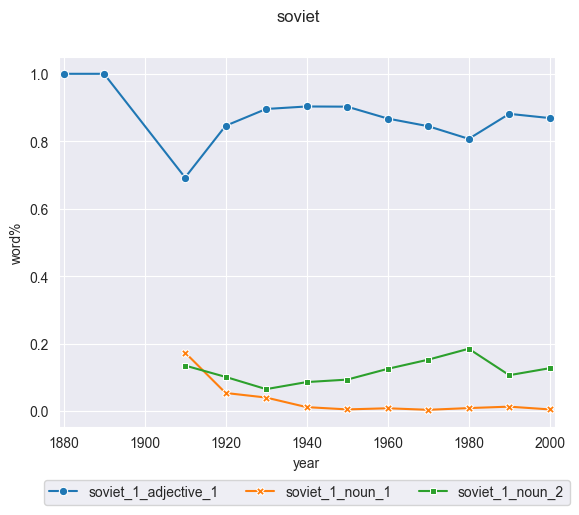 soviet
1.0
0.8
0.6
0.4
0.2
0.0
word%
1880 1900 1920 1940 1960 1980 2000
year
soviet_1_adjective_1 soviet_1_noun_1 soviet_1_noun_2